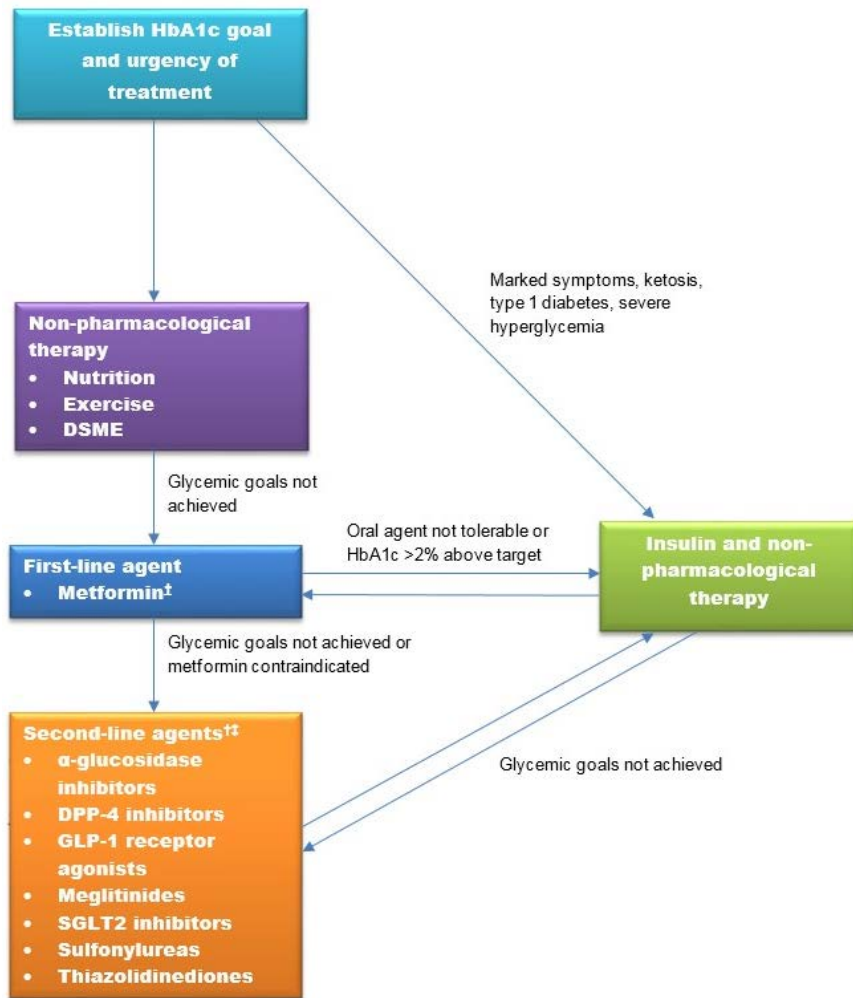 Establish HbA1c goal
and urgency of
treatment
Marked symptoms, ketosis,
type 1 diabetes, severe
hyperglycemia
Non-pharmacological
therapy
• Nutrition
• Exercise
• DSME
Glycemic goals not
achieved
Oral agent not tolerable or
HbA1c >2% above target
First-line agent
• Metformin‡
Insulin and non-
pharmacological
therapy
Glycemic goals not achieved or
metformin contraindicated
Second-line agents†‡
• α-glucosidase
inhibitors
• DPP-4 inhibitors
• GLP-1 receptor
agonists
• Meglitinides
• SGLT2 inhibitors
• Sulfonylureas
• Thiazolidinediones
Glycemic goals not achieved